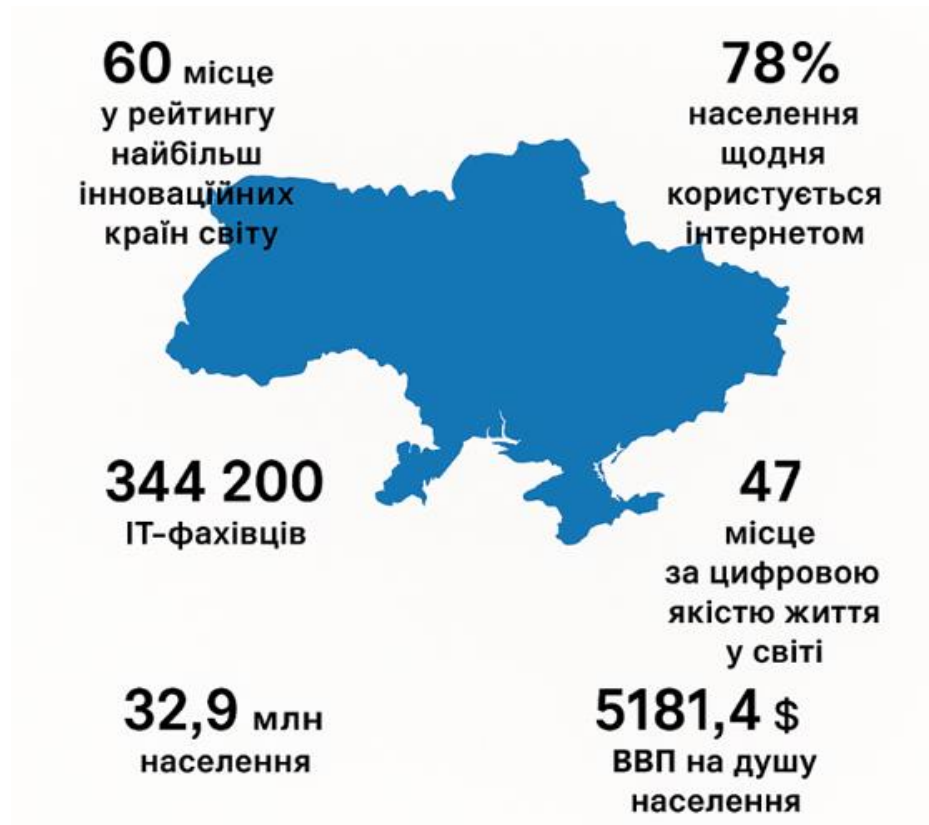 60 місце
у рейтингу
найбільш
інноваційних
країн світу
78%
населення
щодня
користується
інтернетом
344 200
ІТ-фахівців
47
місце
за цифровою
якістю життя
у світі
32,9 млн
населення
5181,4 $
ВВП на душу
населення